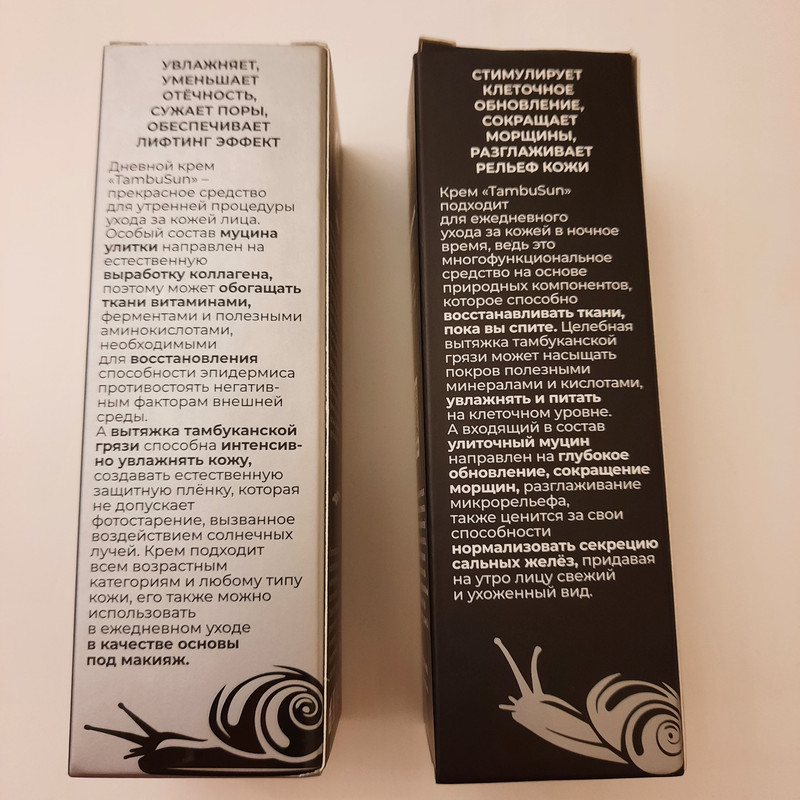 УВЛАЖНЯЕТ,
УМЕНЬШАЕТ
ОТЁЧНОСТЬ,
СУЖАЕТ ПОРЫ,
ОБЕСПЕЧИВАЕТ
ЛИФТИНГ ЭФФЕКТ
Дневной крем
«TambuSun» –
прекрасное средство
для утренней процедуры
ухода за кожей лица.
Особый состав муцина
улитки направлен на
естественную
выработку коллагена,
поэтому может обогащать
ткани витаминами,
ферментами и полезными
аминокислотами,
необходимыми
для восстановления
способности эпидермиса
противостоять негатив-
ным факторам внешней
среды.
А вытяжка тамбуканской
грязи способна интенсив-
но увлажнять кожу,
создавать естественную
защитную плёнку, которая
не допускает
фотостарение, вызванное
воздействием солнечных
лучей. Крем подходит
всем возрастным
категориям и любому типу
кожи, его также можно
использовать
в ежедневном уходе
в качестве основы
под макияж.
СТИМУЛИРУЕТ
КЛЕТОЧНОЕ
ОБНОВЛЕНИЕ,
СОКРАЩАЕТ
МОРЩИНЫ,
РАЗГЛАЖИВАЕТ
РЕЛЬЕФ КОЖИ
Крем «TambuSun»
подходит
для ежедневного
ухода за кожей в ночное
время, ведь это
многофункциональное
средство на основе
природных компонентов,
которое способно
восстанавливать ткани,
пока вы спите. Целебная
вытяжка тамбуканской
грязи может насыщать
покров полезными
минералами и кислотами,
увлажнять и питать
на клеточном уровне.
А входящий в состав
улиточный муцин
направлен на глубокое
обновление, сокращение
морщин, разглаживание
микрорельефа,
также ценится за свои
способности
нормализовать секрецию
сальных желёз, придавая
на утро лицу свежий
и ухоженный вид.